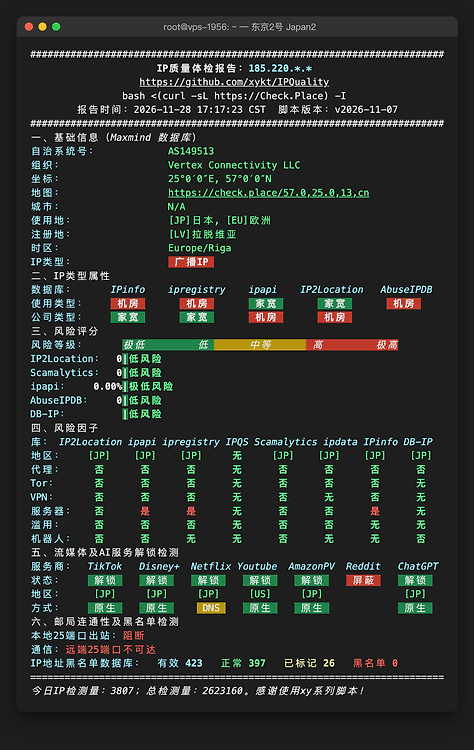 root@vps-1956: ~ — 东京2号 Japan2
########################################################################
IP质量体检报告：185.220.*.*
https://github.com/xykt/IPQuality
bash <(curl -sL https://Check.Place) -I
报告时间：2026-11-28 17:17:23 CST 脚本版本：v2026-11-07
########################################################################
一、基础信息（Maxmind 数据库）
自治系统号： AS149513
组织： Vertex Connectivity LLC
坐标： 25°0′0″E, 57°0′0″N
地图： https://check.place/57.0,25.0,13,cn
城市： N/A
使用地： [JP]日本, [EU]欧洲
注册地： [LV]拉脱维亚
时区： Europe/Riga
IP类型： 广播IP
二、IP类型属性
数据库： IPinfo ipregistry ipapi IP2Location AbuseIPDB
使用类型： 机房 机房 家宽 家宽 机房
公司类型： 家宽 家宽 机房 机房
三、风险评分
风险等级： 极低 低 中等 高 极高
IP2Location： 0|低风险
Scamalytics： 0|低风险
ipapi： 0.00%|极低风险
AbuseIPDB： 0|低风险
DB-IP： |低风险
四、风险因子
库： IP2Location ipapi ipregistry IPQS Scamalytics ipdata IPinfo DB-IP
地区： [JP] [JP] [JP] 无 [JP] [JP] [JP] [JP]
代理： 否 否 否 无 否 否 否 否
Tor： 否 否 否 无 否 否 否 无
VPN： 否 否 否 无 否 无 否 无
服务器： 否 是 是 无 否 否 是 无
滥用： 否 否 否 无 无 否 无 否
机器人： 否 否 无 无 否 无 无 否
五、流媒体及AI服务解锁检测
服务商： TikTok Disney+ Netflix Youtube AmazonPV Reddit ChatGPT
状态： 解锁 解锁 解锁 解锁 解锁 屏蔽 解锁
地区： [JP] [JP] [JP] [US] [JP] [JP]
方式： 原生 原生 DNS 原生 原生 原生
六、邮局连通性及黑名单检测
本地25端口出站：阻断
通信：远端25端口不可达
IP地址黑名单数据库： 有效 423 正常 397 已标记 26 黑名单 0
========================================================================
今日IP检测量：3807；总检测量：2623160。感谢使用xy系列脚本！